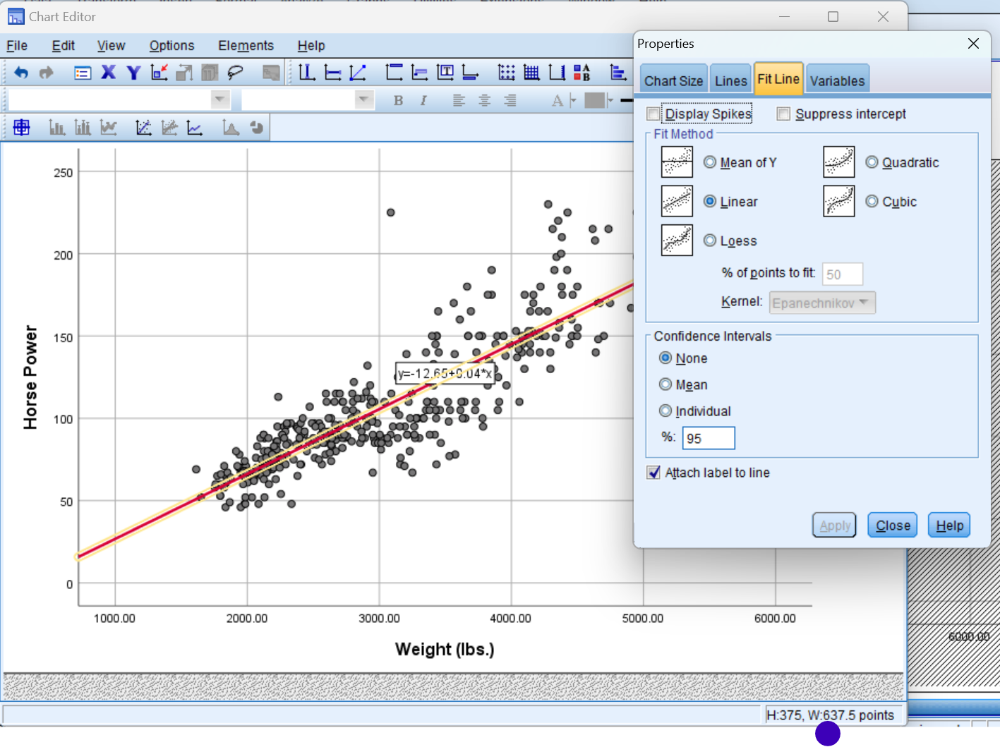 Chart Editor
File Edit View Options Elements Help
Properties
Chart Size Lines Fit Line Variables
Display Spikes Suppress intercept
Fit Method
Mean of Y Quadratic
Linear Cubic
Loess
% of points to fit: 50
Kernel: Epanechnikov
Confidence Intervals
None
Mean
Individual
%: 95
Attach label to line
Apply Close Help
X Y
A
B
B I A
250
200
150
100
50
0
Horse Power
y=-12.65+0.04*x
1000.00 2000.00 3000.00 4000.00 5000.00 6000.00
Weight (lbs.)
6000.00
H:375, W:637.5 points